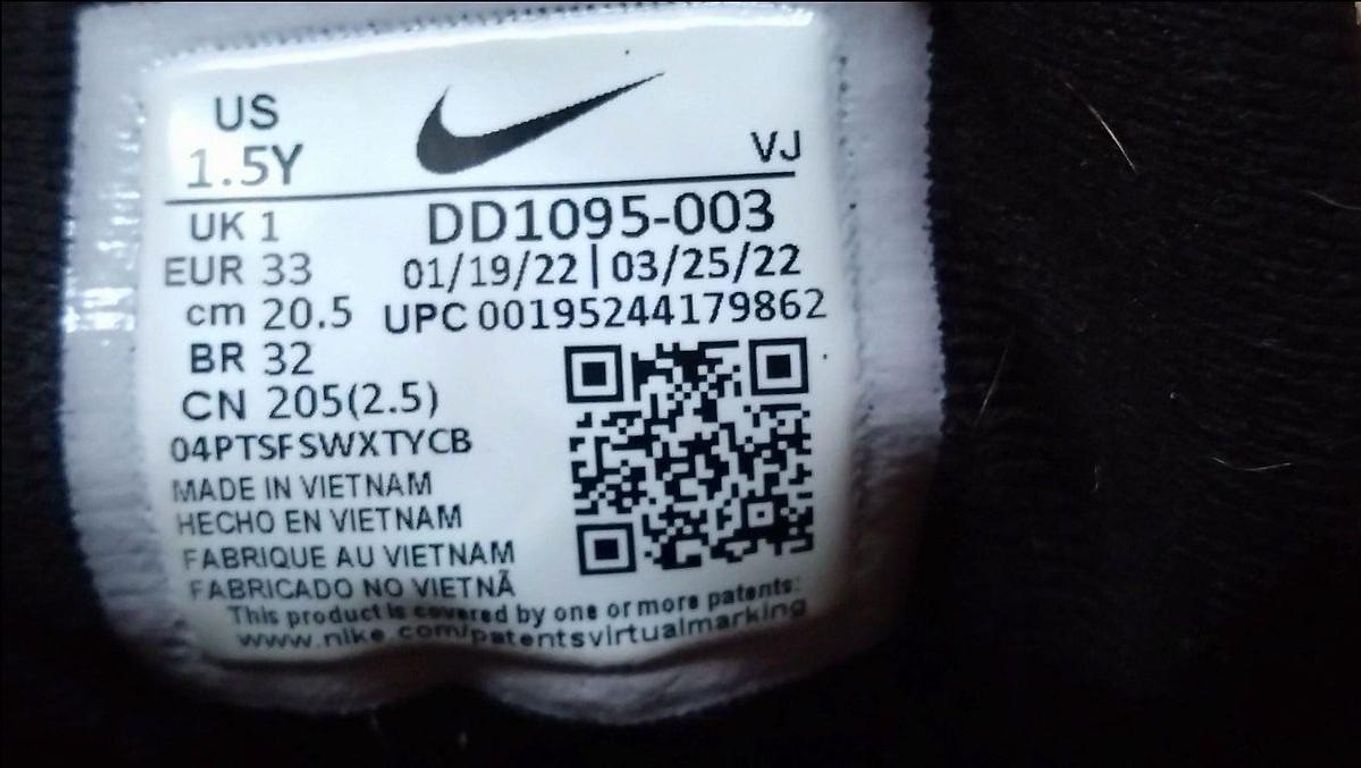 US
1.5Y
VJ
UK 1
DD1095-003
EUR 33
01/19/22|03/25/22
cm 20.5
UPC 00195244179862
BR 32
CN 205(2.5)
04PTSFSWXTYCB
MADE IN VIETNAM
HECHO EN VIETNAM
FABRIQUE AU VIETNAM
FABRICADO NO VIETNÃ
This product is covered by one or more patents:
www.nike.com/patentsvirtualmarking